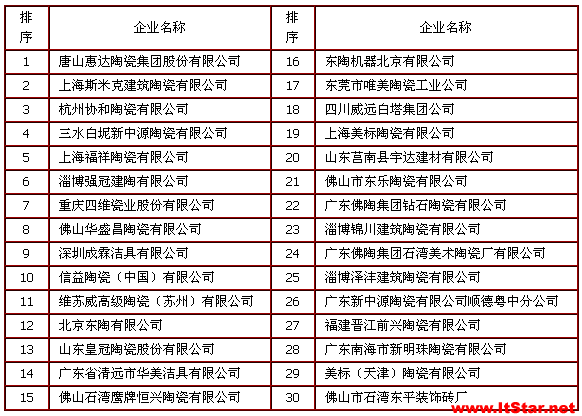 排序 企业名称 排序 企业名称
1 唐山惠达陶瓷集团股份有限公司 16 东陶机器北京有限公司
2 上海斯米克建筑陶瓷有限公司 17 东莞市唯美陶瓷工业公司
3 杭州协和陶瓷有限公司 18 四川威远白塔集团公司
4 三水白坭新中源陶瓷有限公司 19 上海美标陶瓷有限公司
5 上海福祥陶瓷有限公司 20 山东莒南县宇达建材有限公司
6 淄博强冠建陶有限公司 21 佛山市东乐陶瓷有限公司
7 重庆四维瓷业股份有限公司 22 广东佛陶集团钻石陶瓷有限公司
8 佛山华盛昌陶瓷有限公司 23 淄博锦川建筑陶瓷有限公司
9 深圳成霖洁具有限公司 24 广东佛陶集团石湾美术陶瓷厂有限公司
10 信益陶瓷（中国）有限公司 25 淄博泽沣建筑陶瓷有限公司
11 维苏威高级陶瓷（苏州）有限公司 26 广东新中源陶瓷有限公司顺德粤中分公司
12 北京东陶有限公司 27 福建晋江前兴陶瓷有限公司
13 山东皇冠陶瓷股份有限公司 28 广东南海市新明珠陶瓷有限公司
14 广东省清远市华美洁具有限公司 29 美标（天津）陶瓷有限公司
15 佛山石湾鹰牌恒兴陶瓷有限公司 30 佛山市石湾东平装饰砖厂
www.ItStar.net